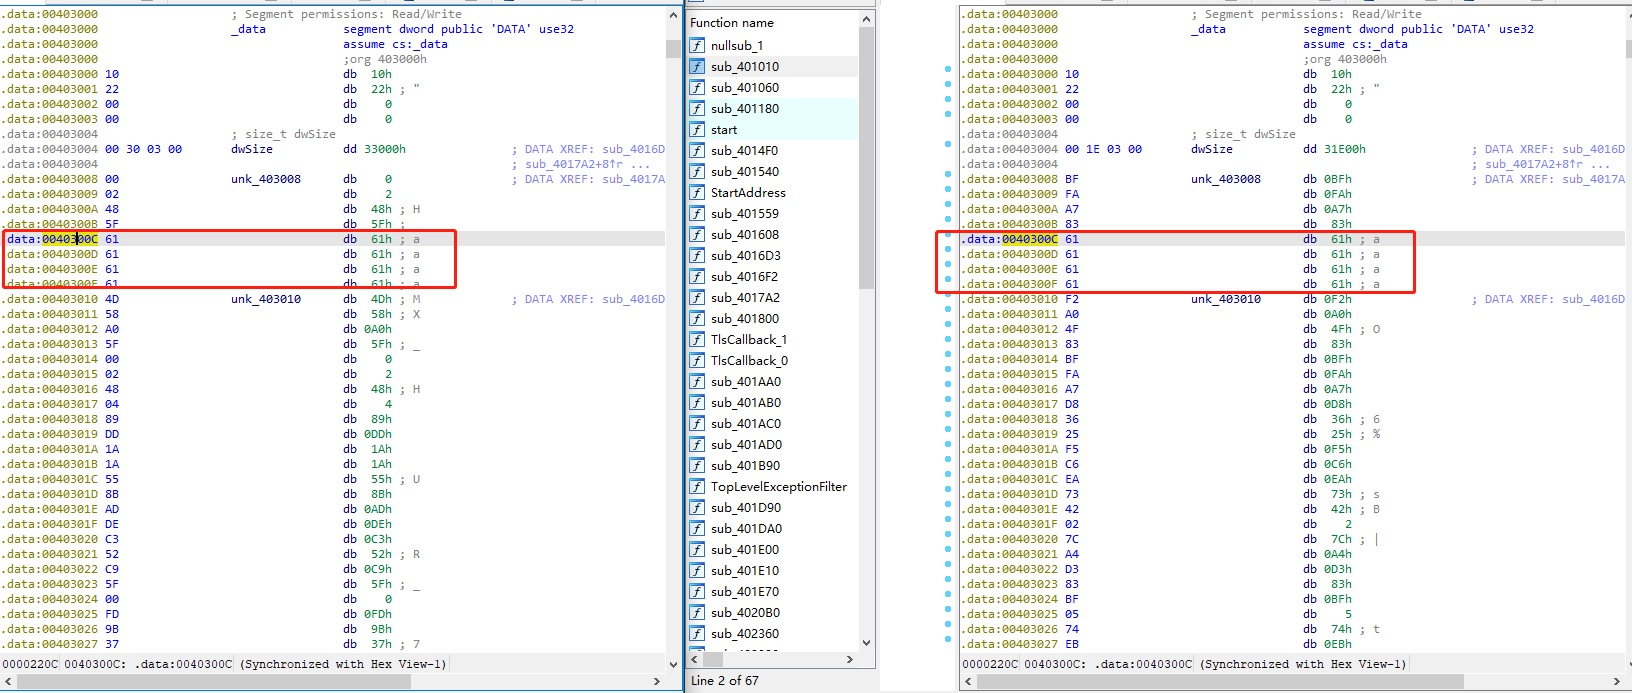 .data:00403000 ; Segment permissions: Read/Write
.data:00403000 _data segment dword public 'DATA' use32
.data:00403000 assume cs:_data
.data:00403000 ;org 403000h
.data:00403000 10 db 10h
.data:00403001 22 db 22h ; "
.data:00403002 00 db 0
.data:00403003 00 db 0
.data:00403004 ; size_t dwSize
.data:00403004 00 30 03 00 dwSize dd 33000h ; DATA XREF: sub_4016D
.data:00403004 ; sub_4017A2+8↑r ...
.data:00403008 00 unk_403008 db 0 ; DATA XREF: sub_4017A
.data:00403009 02 db 2
.data:0040300A 48 db 48h ; H
.data:0040300B 5F db 5Fh ;
data:0040300C 61 db 61h ; a
.data:0040300D 61 db 61h ; a
.data:0040300E 61 db 61h ; a
.data:0040300F 61 db 61h ; a
.data:00403010 4D unk_403010 db 4Dh ; M ; DATA XREF: sub_4016D
.data:00403011 58 db 58h ; X
.data:00403012 A0 db 0A0h
.data:00403013 5F db 5Fh ; _
.data:00403014 00 db 0
.data:00403015 02 db 2
.data:00403016 48 db 48h ; H
.data:00403017 04 db 4
.data:00403018 89 db 89h
.data:00403019 DD db 0DDh
.data:0040301A 1A db 1Ah
.data:0040301B 1A db 1Ah
.data:0040301C 55 db 55h ; U
.data:0040301D 8B db 8Bh
.data:0040301E AD db 0ADh
.data:0040301F DE db 0DEh
.data:00403020 C3 db 0C3h
.data:00403021 52 db 52h ; R
.data:00403022 C9 db 0C9h
.data:00403023 5F db 5Fh ; _
.data:00403024 00 db 0
.data:00403025 FD db 0FDh
.data:00403026 9B db 9Bh
.data:00403027 37 db 37h ; 7
0000220C 0040300C: .data:0040300C (Synchronized with Hex View-1)
Function name
nullsub_1
sub_401010
sub_401060
sub_401180
start
sub_4014F0
sub_401540
StartAddress
sub_401559
sub_401608
sub_4016D3
sub_4016F2
sub_4017A2
sub_401800
TlsCallback_1
TlsCallback_0
sub_401AA0
sub_401AB0
sub_401AC0
sub_401AD0
sub_401B90
TopLevelExceptionFilter
sub_401D90
sub_401DA0
sub_401E00
sub_401E10
sub_401E70
sub_4020B0
sub_402360
Line 2 of 67
.data:00403000 ; Segment permissions: Read/Write
.data:00403000 _data segment dword public 'DATA' use32
.data:00403000 assume cs:_data
.data:00403000 ;org 403000h
.data:00403000 10 db 10h
.data:00403001 22 db 22h ; "
.data:00403002 00 db 0
.data:00403003 00 db 0
.data:00403004 ; size_t dwSize
.data:00403004 00 1E 03 00 dwSize dd 31E00h ; DATA XREF: sub_4016D
.data:00403004 ; sub_4017A2+8↑r ...
.data:00403008 BF unk_403008 db 0BFh ; DATA XREF: sub_4017A
.data:00403009 FA db 0FAh
.data:0040300A A7 db 0A7h
.data:0040300B 83 db 83h
.data:0040300C 61 db 61h ; a
.data:0040300D 61 db 61h ; a
.data:0040300E 61 db 61h ; a
.data:0040300F 61 db 61h ; a
.data:00403010 F2 unk_403010 db 0F2h ; DATA XREF: sub_4016D
.data:00403011 A0 db 0A0h
.data:00403012 4F db 4Fh ; O
.data:00403013 83 db 83h
.data:00403014 BF db 0BFh
.data:00403015 FA db 0FAh
.data:00403016 A7 db 0A7h
.data:00403017 D8 db 0D8h
.data:00403018 36 db 36h ; 6
.data:00403019 25 db 25h ; %
.data:0040301A F5 db 0F5h
.data:0040301B C6 db 0C6h
.data:0040301C EA db 0EAh
.data:0040301D 73 db 73h ; s
.data:0040301E 42 db 42h ; B
.data:0040301F 02 db 2
.data:00403020 7C db 7Ch ; |
.data:00403021 A4 db 0A4h
.data:00403022 D3 db 0D3h
.data:00403023 83 db 83h
.data:00403024 BF db 0BFh
.data:00403025 05 db 5
.data:00403026 74 db 74h ; t
.data:00403027 EB db 0EBh
0000220C 0040300C: .data:0040300C (Synchronized with Hex View-1)